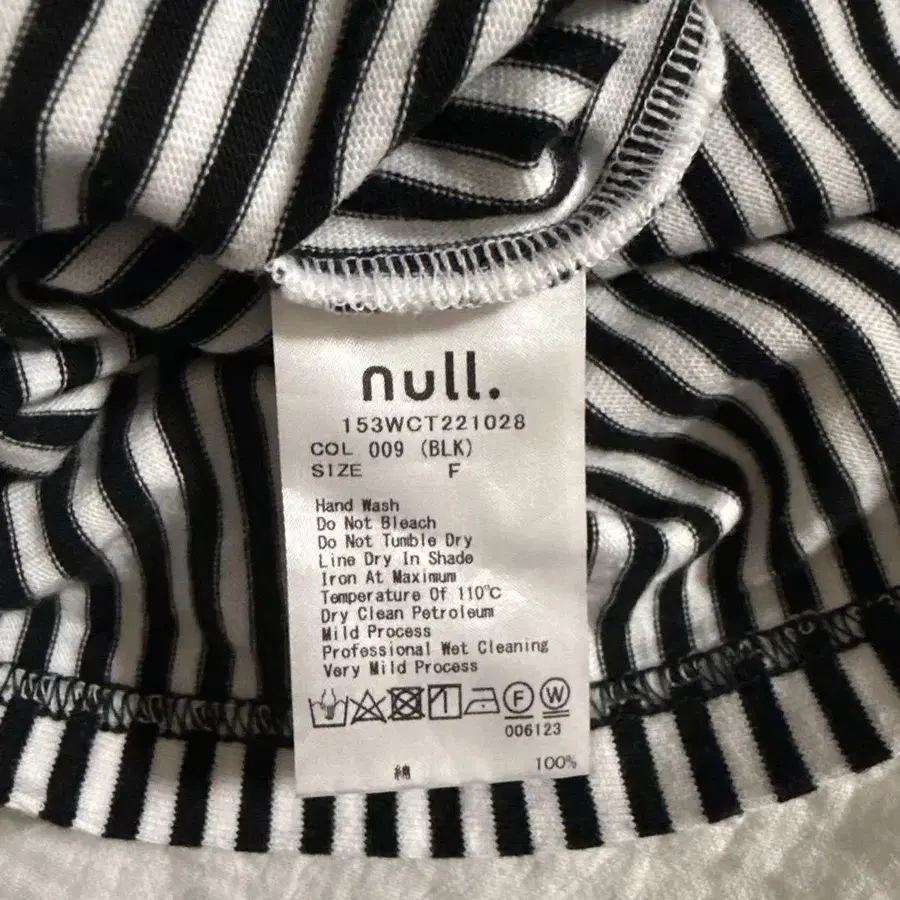 null.
153WCT221028
COL 009 (BLK)
SIZE F
Hand Wash
Do Not Bleach
Do Not Tumble Dry
Line Dry In Shade
Iron At Maximum
Temperature Of 110℃
Dry Clean Petroleum
Mild Process
Professional Wet Cleaning
Very Mild Process
F W
006123
綿 100%